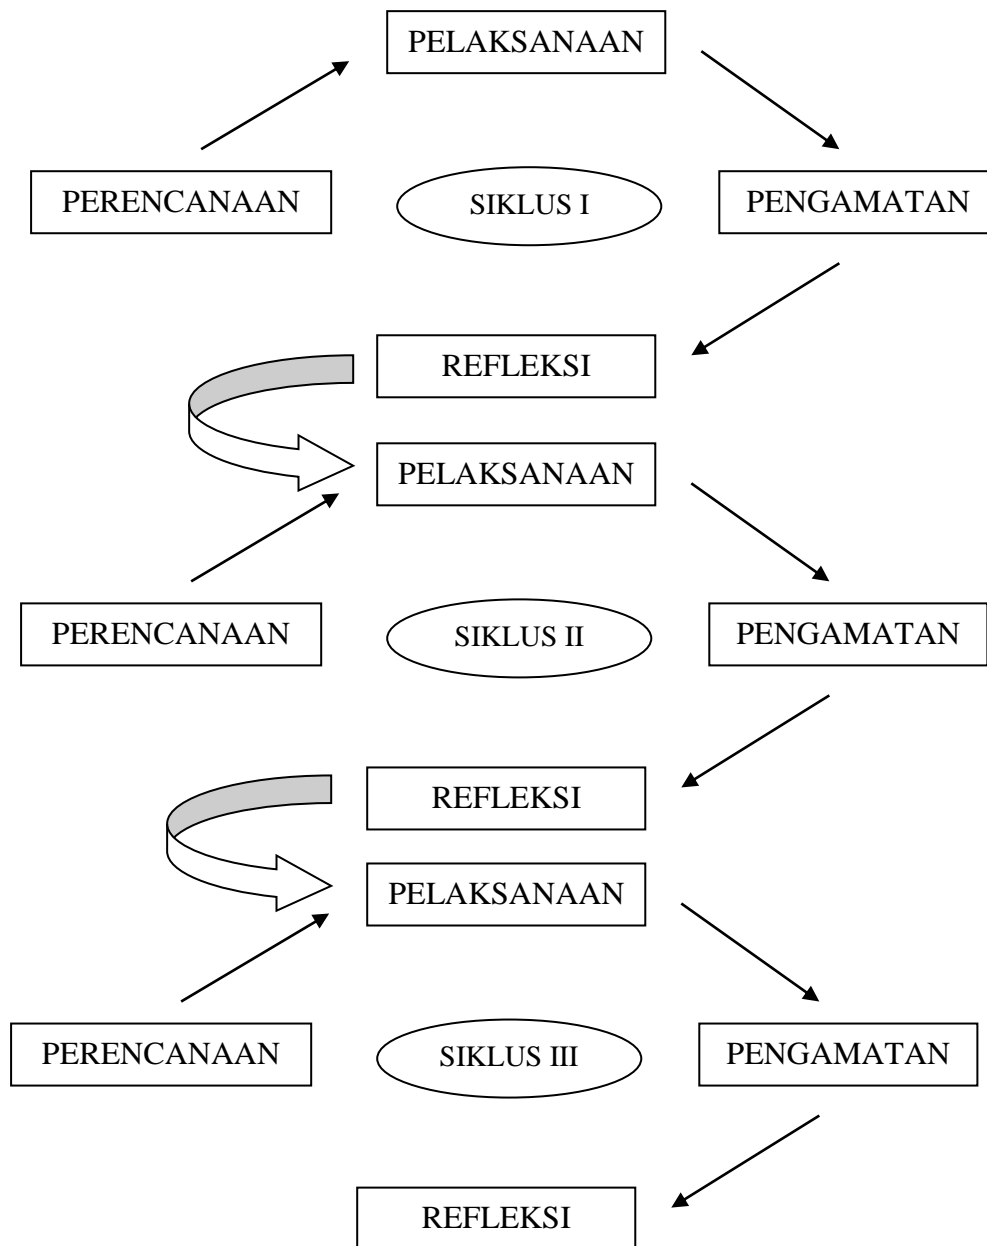 PELAKSANAAN
PERENCANAAN
SIKLUS I
PENGAMATAN
REFLEKSI
PELAKSANAAN
PERENCANAAN
SIKLUS II
PENGAMATAN
REFLEKSI
PELAKSANAAN
PERENCANAAN
SIKLUS III
PENGAMATAN
REFLEKSI